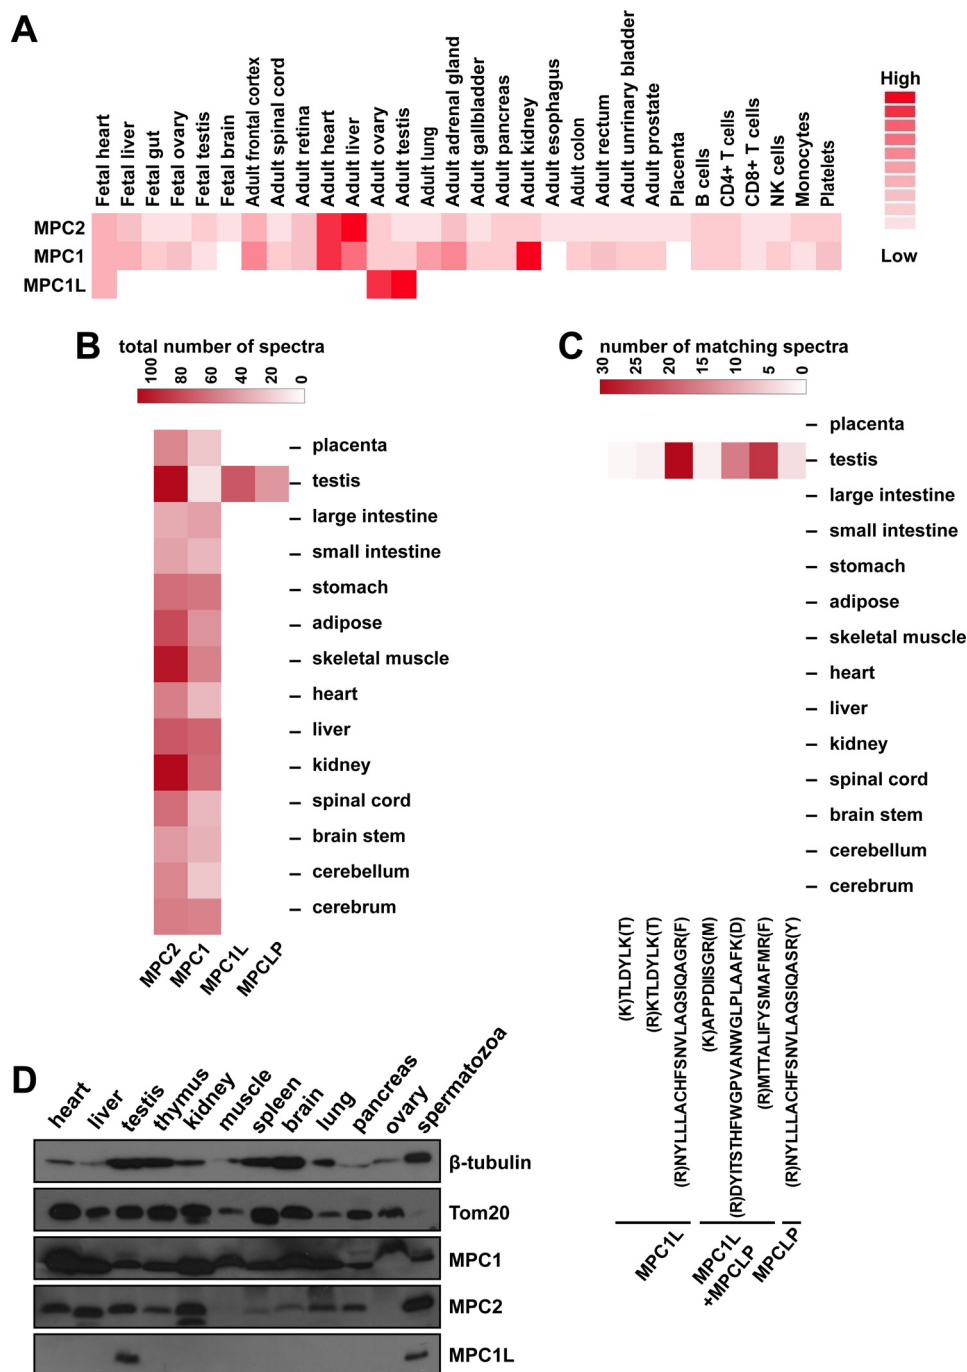 A
Fetal heart
Fetal liver
Fetal gut
Fetal ovary
Fetal testis
Fetal brain
Adult frontal cortex
Adult spinal cord
Adult retina
Adult heart
Adult liver
Adult ovary
Adult testis
Adult lung
Adult adrenal gland
Adult gallbladder
Adult pancreas
Adult kidney
Adult esophagus
Adult colon
Adult rectum
Adult unrinary bladder
Adult prostate
Placenta
B cells
CD4+ T cells
CD8+ T cells
NK cells
Monocytes
Platelets
High
Low
MPC2
MPC1
MPC1L
B
total number of spectra
100 80 60 40 20 0
placenta
testis
large intestine
small intestine
stomach
adipose
skeletal muscle
heart
liver
kidney
spinal cord
brain stem
cerebellum
cerebrum
MPC2
MPC1
MPC1L
MPCLP
C
number of matching spectra
30 25 20 15 10 5 0
placenta
testis
large intestine
small intestine
stomach
adipose
skeletal muscle
heart
liver
kidney
spinal cord
brain stem
cerebellum
cerebrum
(K)TLDYLK(T)
(R)KTLDYLK(T)
(R)NYLLLACHFSNVLAQSIQAGR(F)
(K)APPDIISGR(M)
(R)DYITSTHFWGPVANWGLPLAAFK(D)
(R)MTTALIFYSMAFMR(F)
(R)NYLLLACHFSNVLAQSIQASR(Y)
MPC1L
MPC1L
+MPCLP
MPCLP
D
heart
liver
testis
thymus
kidney
muscle
spleen
brain
lung
pancreas
ovary
spermatozoa
β-tubulin
Tom20
MPC1
MPC2
MPC1L